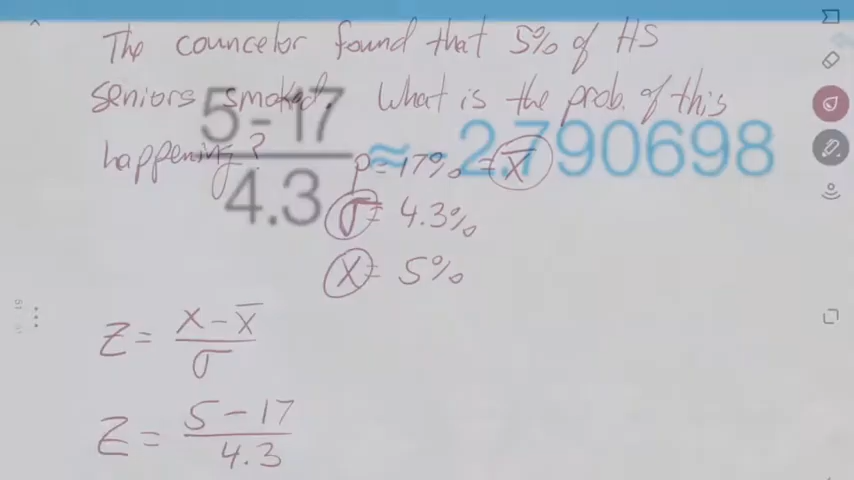 The councelor found that 5% of HS
seniors smoked. What is the prob. of this
happening?
5-17
4.3
≈ 2.790698
p = 17% = x̅
σ = 4.3%
x = 5%
Z = x - x̅
σ
Z = 5 - 17
4.3